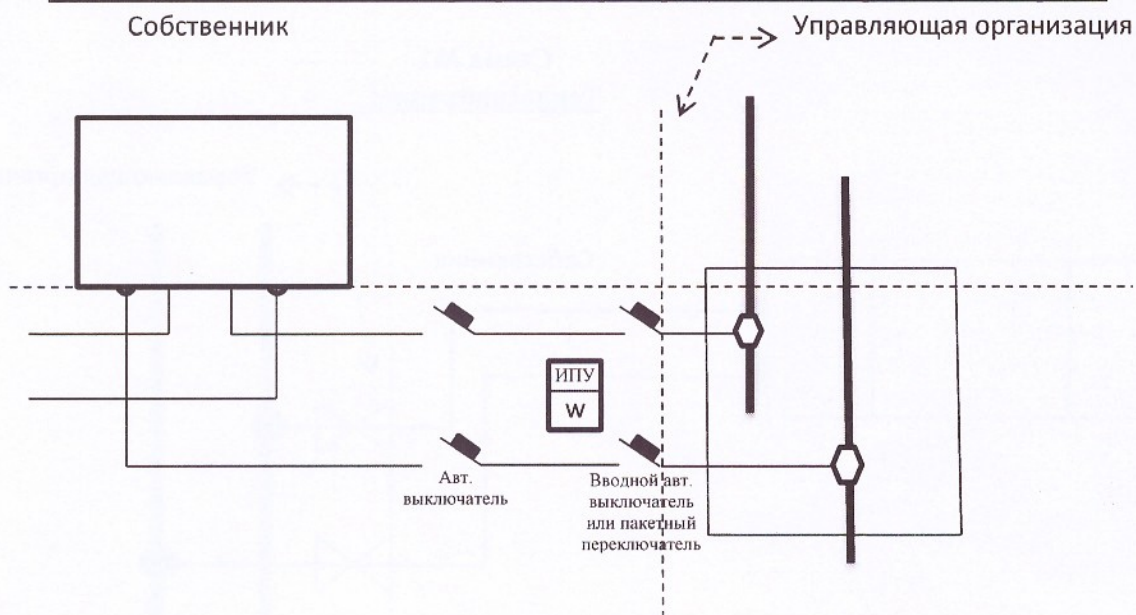 Собственник
Управляющая организация
ИПУ
W
Авт.
выключатель
Вводной авт.
выключатель
или пакетный
переключатель